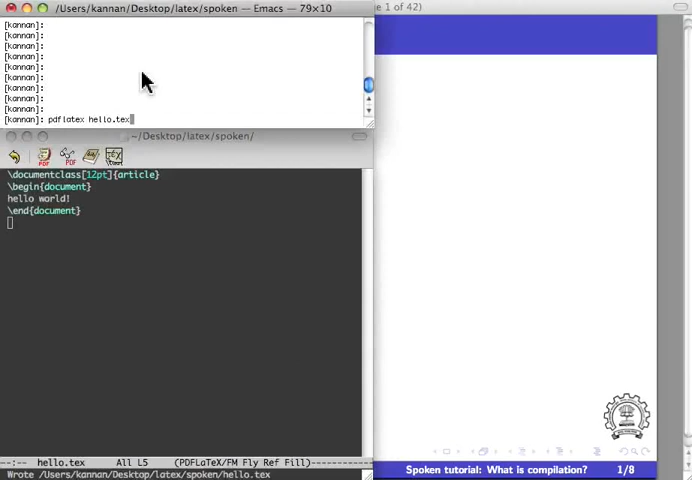 /Users/kannan/Desktop/latex/spoken — Emacs — 79×10
e 1 of 42)
[kannan]:
[kannan]:
[kannan]:
[kannan]:
[kannan]:
[kannan]:
[kannan]:
[kannan]:
[kannan]:
[kannan]: pdflatex hello.tex
~/Desktop/latex/spoken/
PDF
PDF
TEX
\documentclass[12pt]{article}
\begin{document}
hello world!
\end{document}
--:-- hello.tex All L5 (PDFLaTeX/FM Fly Ref Fill)-----------
Wrote /Users/kannan/Desktop/latex/spoken/hello.tex
Spoken tutorial: What is compilation? 1/8